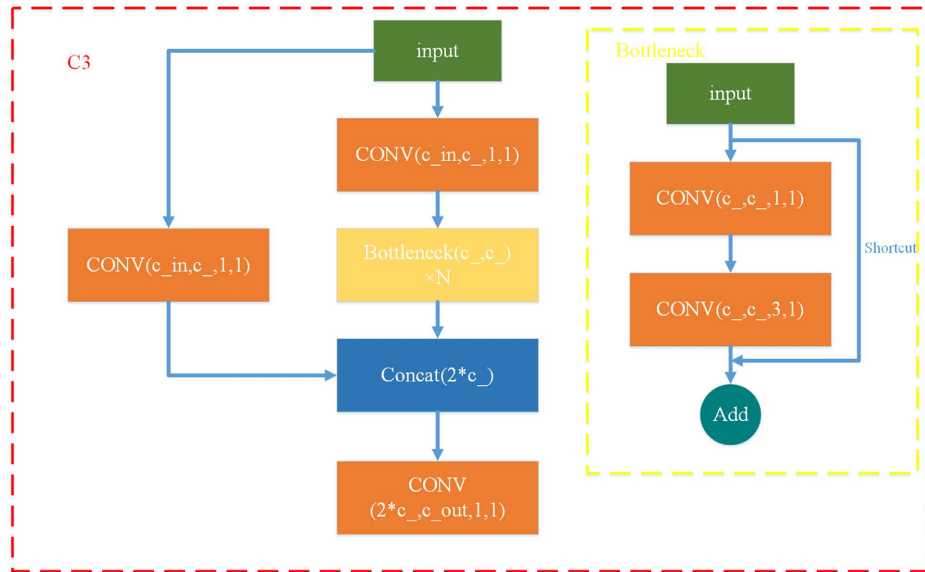 C3
input
CONV(c_in,c_,1,1)
CONV(c_in,c_,1,1)
Bottleneck(c_,c_)
×N
Concat(2*c_)
CONV
(2*c_,c_out,1,1)
Bottleneck
input
CONV(c_,c_,1,1)
Shortcut
CONV(c_,c_,3,1)
Add